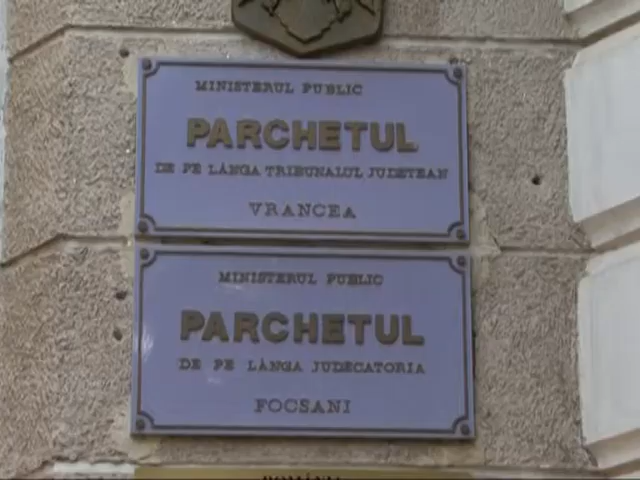 MINISTERUL PUBLIC
PARCHETUL
DE PE LÂNGA TRIBUNALUL JUDETEAN
VRANCEA
MINISTERUL PUBLIC
PARCHETUL
DE PE LÂNGA JUDECATORIA
FOCSANI